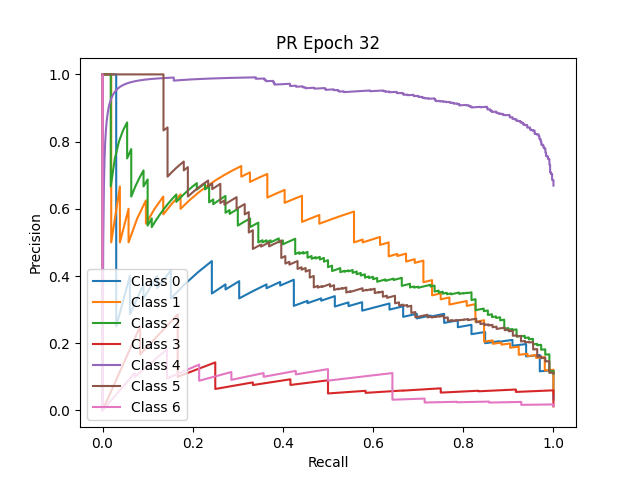 PR Epoch 32
Precision
1.0
0.8
0.6
0.4
0.2
0.0
Class 0
Class 1
Class 2
Class 3
Class 4
Class 5
Class 6
0.0 0.2 0.4 0.6 0.8 1.0
Recall